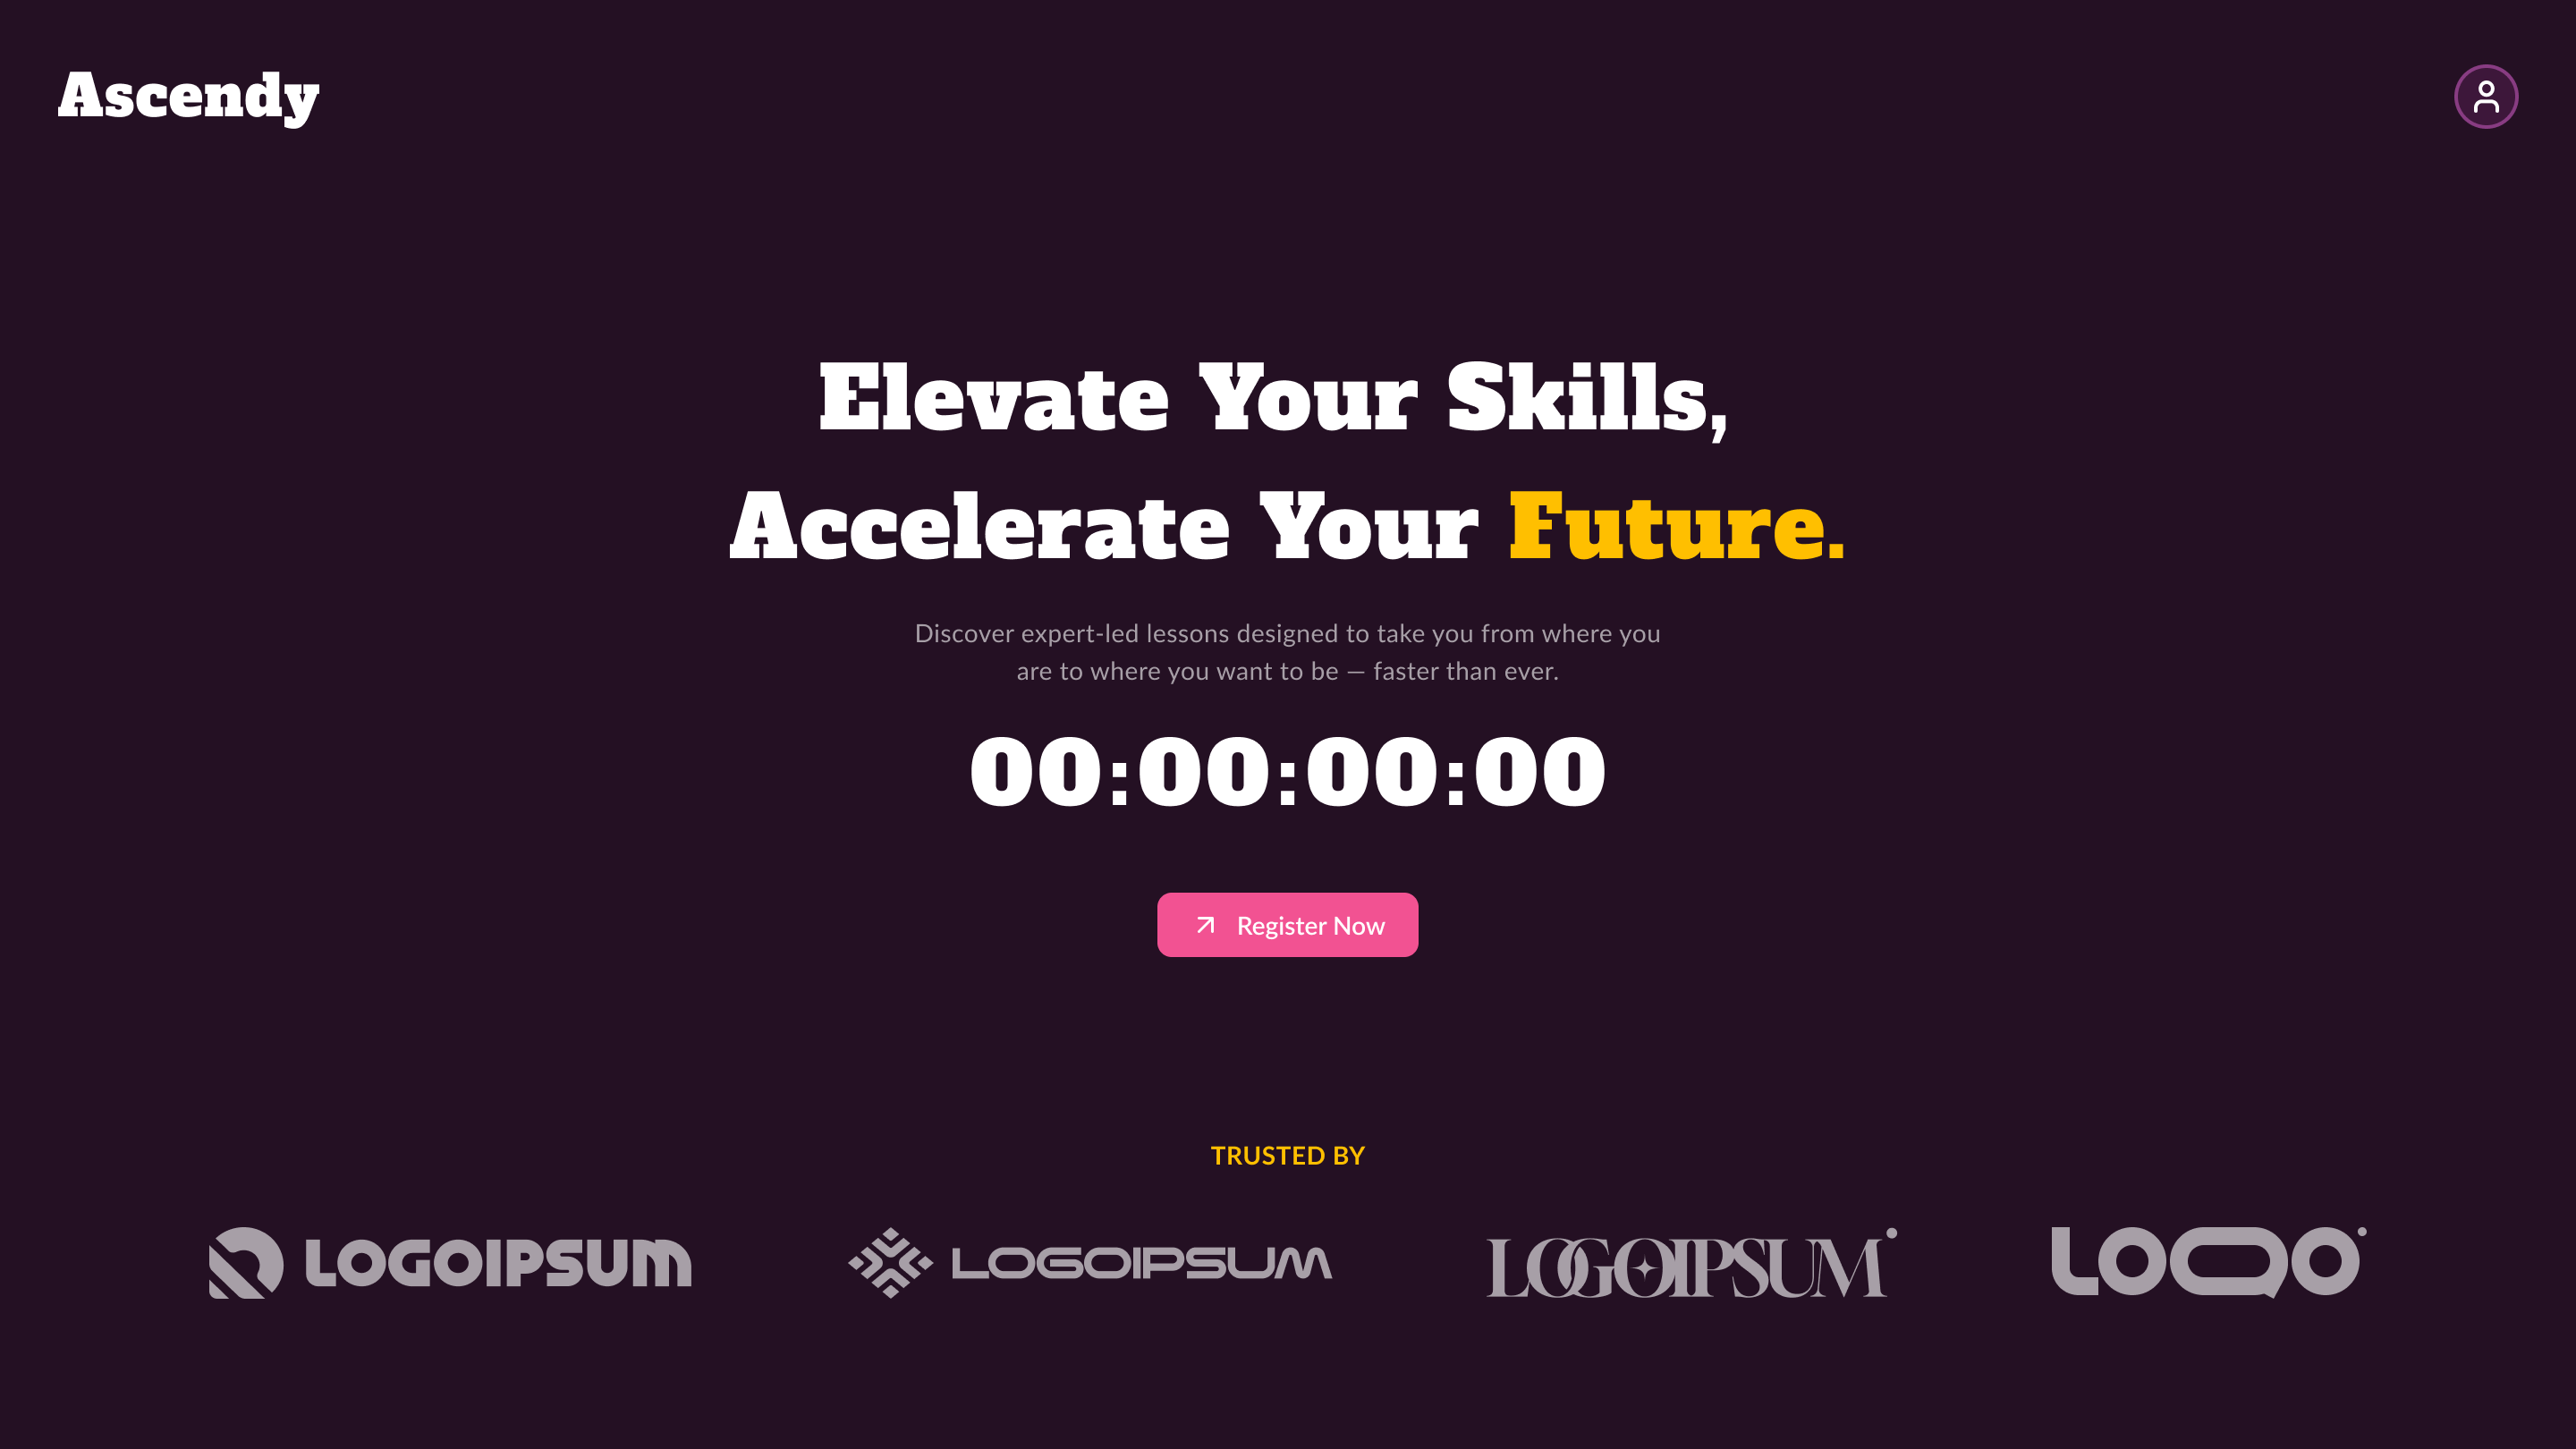 Ascendy
Elevate Your Skills,
Accelerate Your Future.
Discover expert-led lessons designed to take you from where you
are to where you want to be — faster than ever.
00:00:00:00
Register Now
TRUSTED BY
LOGOIPSUM
LOGOIPSUM
LOGOIPSUM
LOQO